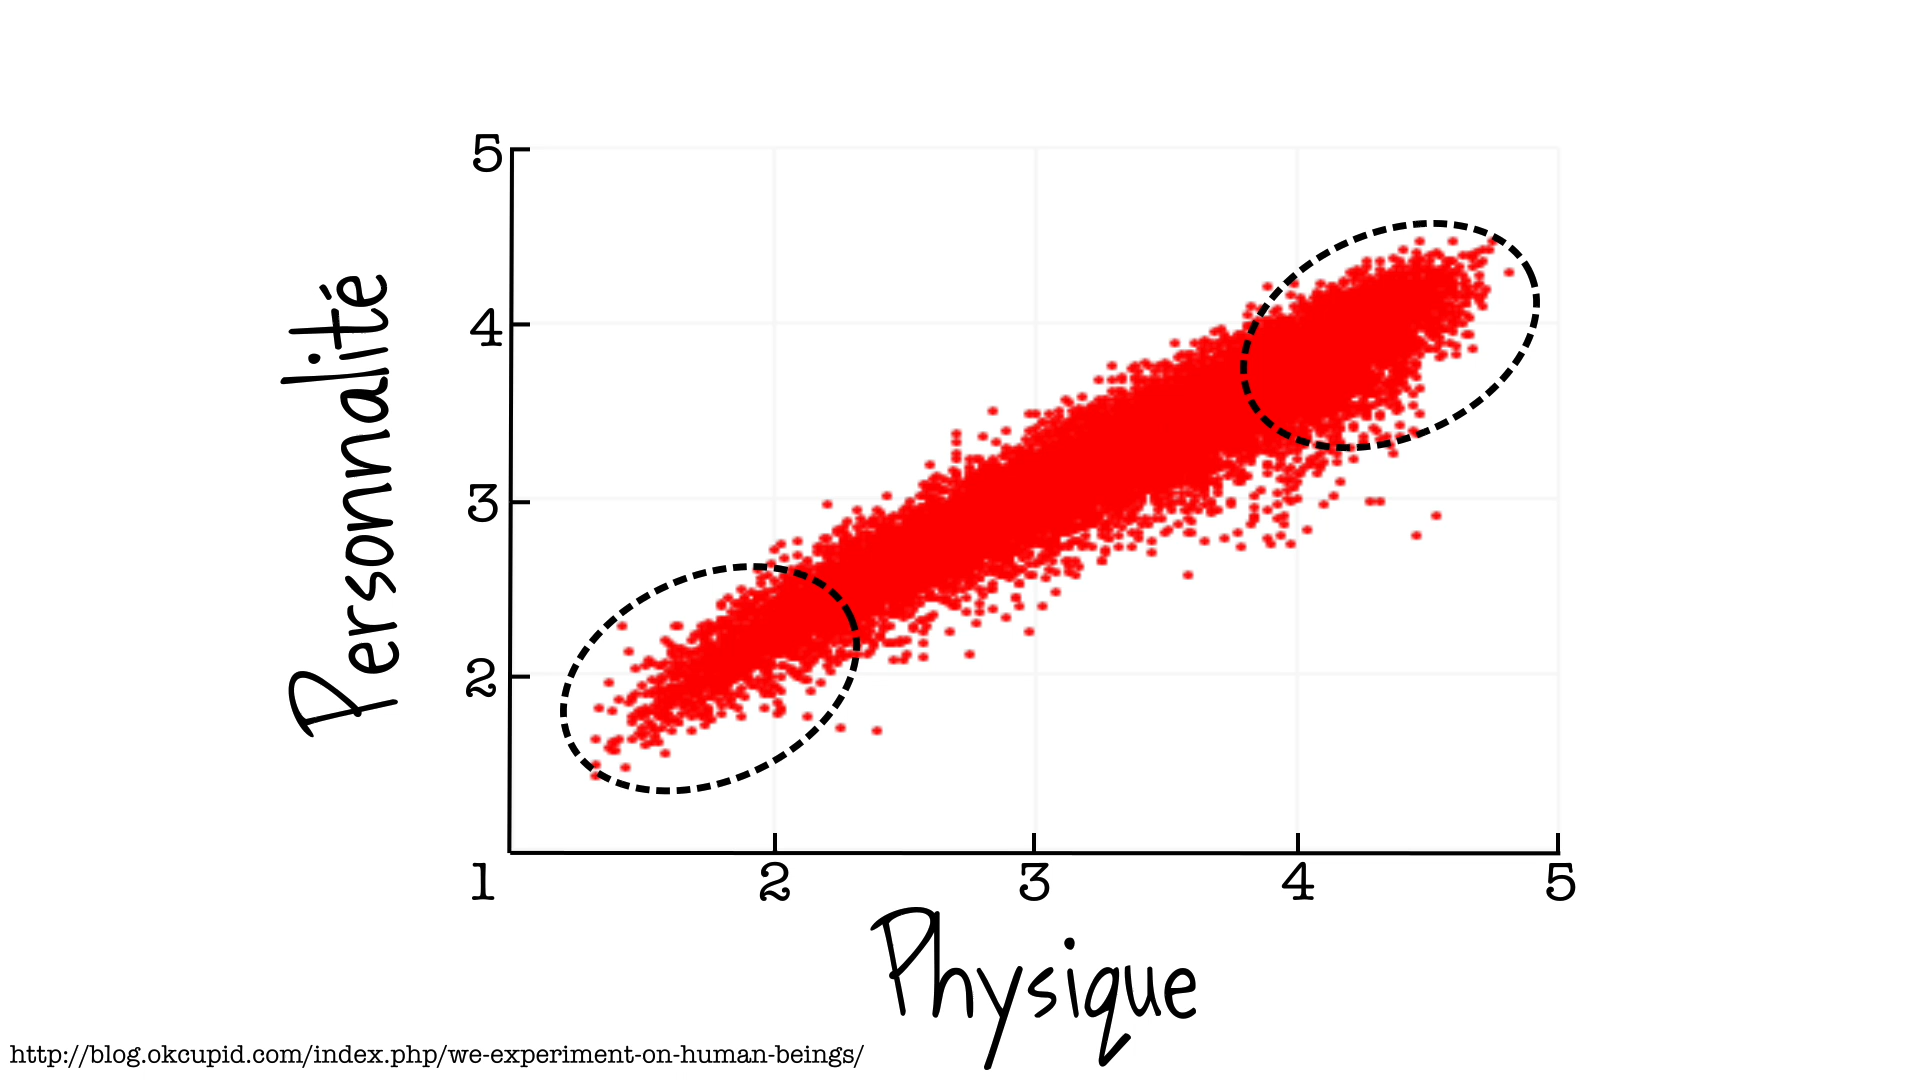 Personnalité
5
4
3
2
1 2 3 4 5
Physique
http://blog.okcupid.com/index.php/we-experiment-on-human-beings/